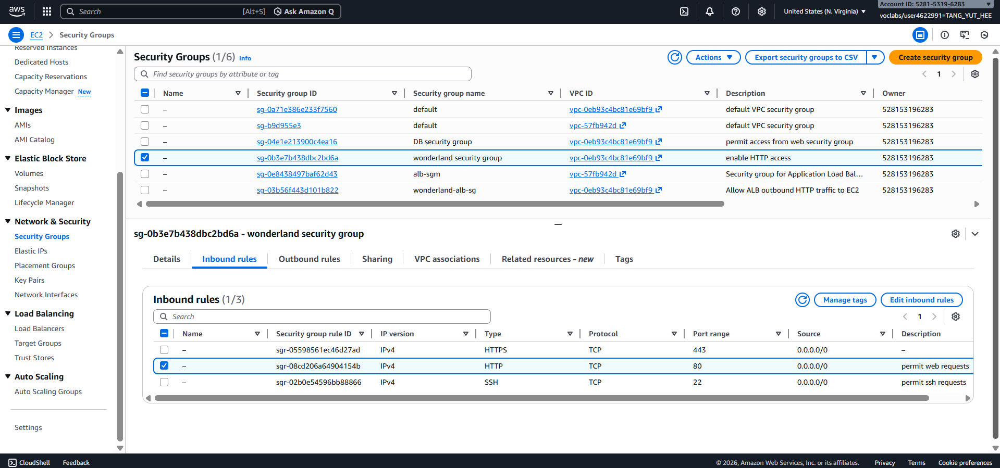 aws
Search [Alt+S] Ask Amazon Q
United States (N. Virginia)
Account ID: 5281-5319-6283
voclabs/user4622991=TANG_YUT_HEE
EC2 Security Groups
Reserved Instances
Dedicated Hosts
Capacity Reservations
Capacity Manager New
Images
AMIs
AMI Catalog
Elastic Block Store
Volumes
Snapshots
Lifecycle Manager
Network & Security
Security Groups
Elastic IPs
Placement Groups
Key Pairs
Network Interfaces
Load Balancing
Load Balancers
Target Groups
Trust Stores
Auto Scaling
Auto Scaling Groups
Settings
Security Groups (1/6) Info
Actions
Export security groups to CSV
Create security group
Find security groups by attribute or tag
1
Name Security group ID Security group name VPC ID Description Owner
– sg-0a71e386e233f7560 default vpc-0eb93c4bc81e69bf9 default VPC security group 528153196283
– sg-b9d955e3 default vpc-57fb942d default VPC security group 528153196283
– sg-04e1e213900c4ea16 DB security group vpc-0eb93c4bc81e69bf9 permit access from web security group 528153196283
– sg-0b3e7b438dbc2bd6a wonderland security group vpc-0eb93c4bc81e69bf9 enable HTTP access 528153196283
– sg-0e8438497baf62d43 alb-sgm vpc-57fb942d Security group for Application Load Bal... 528153196283
– sg-03b56f443d101b822 wonderland-alb-sg vpc-0eb93c4bc81e69bf9 Allow ALB outbound HTTP traffic to EC2 528153196283
sg-0b3e7b438dbc2bd6a - wonderland security group
Details Inbound rules Outbound rules Sharing VPC associations Related resources - new Tags
Inbound rules (1/3)
Manage tags
Edit inbound rules
Search
1
Name Security group rule ID IP version Type Protocol Port range Source Description
– sgr-05598561ec46d27ad IPv4 HTTPS TCP 443 0.0.0.0/0 –
– sgr-08cd206a64904154b IPv4 HTTP TCP 80 0.0.0.0/0 permit web requests
– sgr-02b0e54596bb88866 IPv4 SSH TCP 22 0.0.0.0/0 permit ssh requests
CloudShell Feedback © 2026, Amazon Web Services, Inc. or its affiliates. Privacy Terms Cookie preferences